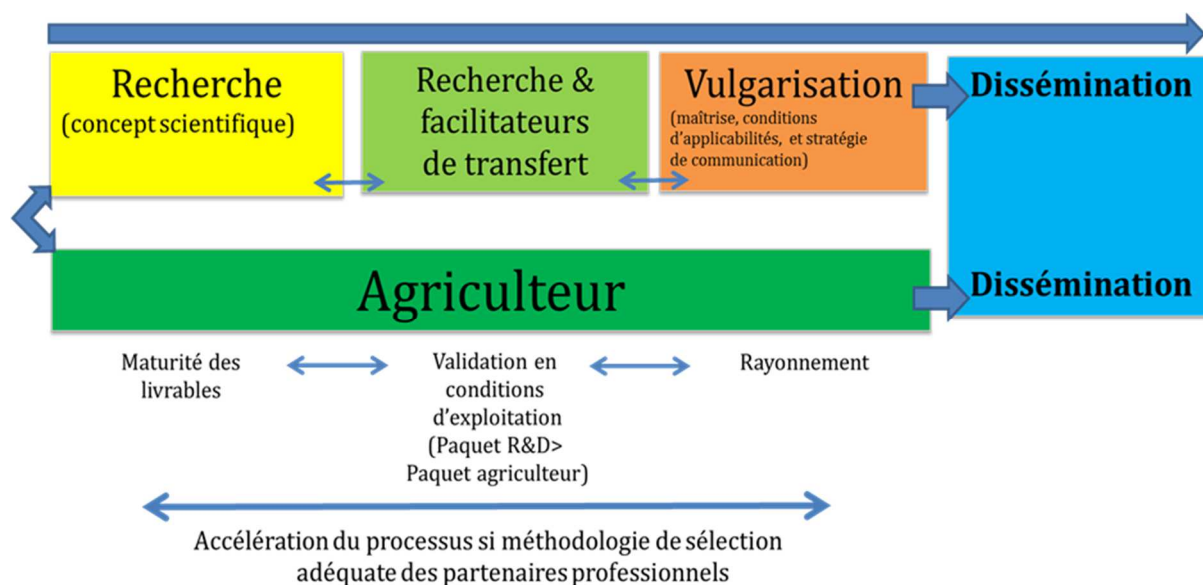 Recherche
(concept scientifique)
Recherche &
facilitateurs
de transfert
Vulgarisation
(maîtrise, conditions
d’applicabilités, et stratégie
de communication)
Dissémination
Agriculteur
Dissémination
Maturité des
livrables
Validation en
conditions
d’exploitation
(Paquet R&D>
Paquet agriculteur)
Rayonnement
Accélération du processus si méthodologie de sélection
adéquate des partenaires professionnels